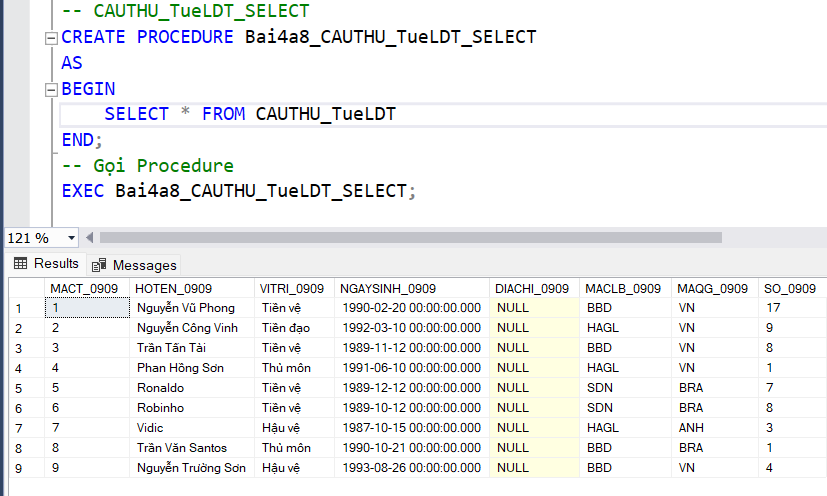 -- CAUTHU_TueLDT_SELECT
CREATE PROCEDURE Bai4a8_CAUTHU_TueLDT_SELECT
AS
BEGIN
SELECT * FROM CAUTHU_TueLDT
END;
-- Gọi Procedure
EXEC Bai4a8_CAUTHU_TueLDT_SELECT;
121 %
Results Messages
MACT_0909 HOTEN_0909 VITRI_0909 NGAYSINH_0909 DIACHI_0909 MACLB_0909 MAQG_0909 SO_0909
1 1 Nguyễn Vũ Phong Tiền vệ 1990-02-20 00:00:00.000 NULL BBD VN 17
2 2 Nguyễn Công Vinh Tiền đạo 1992-03-10 00:00:00.000 NULL HAGL VN 9
3 3 Trần Tấn Tài Tiền vệ 1989-11-12 00:00:00.000 NULL BBD VN 8
4 4 Phan Hồng Sơn Thủ môn 1991-06-10 00:00:00.000 NULL HAGL VN 1
5 5 Ronaldo Tiền vệ 1989-12-12 00:00:00.000 NULL SDN BRA 7
6 6 Robinho Tiền vệ 1989-10-12 00:00:00.000 NULL SDN BRA 8
7 7 Vidic Hậu vệ 1987-10-15 00:00:00.000 NULL HAGL ANH 3
8 8 Trần Văn Santos Thủ môn 1990-10-21 00:00:00.000 NULL BBD BRA 1
9 9 Nguyễn Trường Sơn Hậu vệ 1993-08-26 00:00:00.000 NULL BBD VN 4